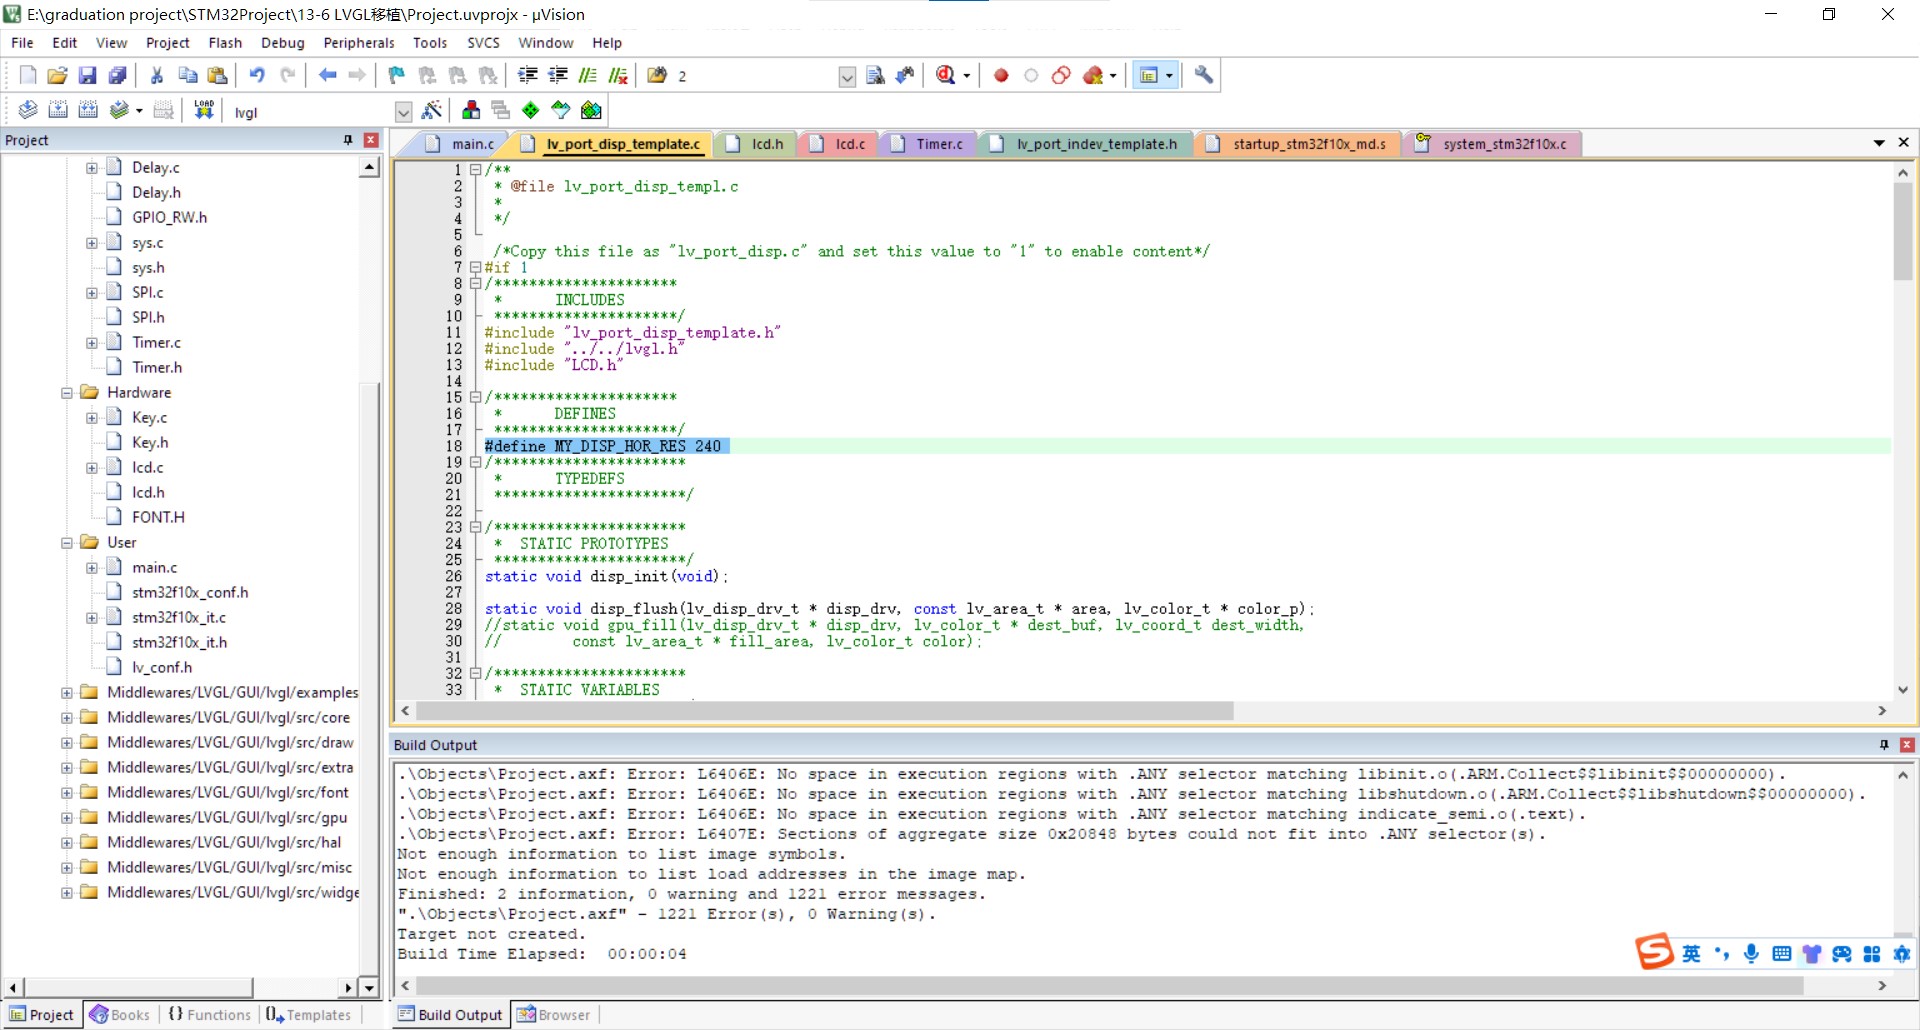 E:\graduation project\STM32Project\13-6 LVGL移植\Project.uvprojx - µVision
File Edit View Project Flash Debug Peripherals Tools SVCS Window Help
2
LOAD lvgl
Project
Delay.c
Delay.h
GPIO_RW.h
sys.c
sys.h
SPI.c
SPI.h
Timer.c
Timer.h
Hardware
Key.c
Key.h
lcd.c
lcd.h
FONT.H
User
main.c
stm32f10x_conf.h
stm32f10x_it.c
stm32f10x_it.h
lv_conf.h
Middlewares/LVGL/GUI/lvgl/examples
Middlewares/LVGL/GUI/lvgl/src/core
Middlewares/LVGL/GUI/lvgl/src/draw
Middlewares/LVGL/GUI/lvgl/src/extra
Middlewares/LVGL/GUI/lvgl/src/font
Middlewares/LVGL/GUI/lvgl/src/gpu
Middlewares/LVGL/GUI/lvgl/src/hal
Middlewares/LVGL/GUI/lvgl/src/misc
Middlewares/LVGL/GUI/lvgl/src/widge
Project Books {} Functions Templates
main.c lv_port_disp_template.c lcd.h lcd.c Timer.c lv_port_indev_template.h startup_stm32f10x_md.s system_stm32f10x.c
1 /**
2 * @file lv_port_disp_templ.c
3 *
4 */
5
6 /*Copy this file as "lv_port_disp.c" and set this value to "1" to enable content*/
7 #if 1
8 /*********************
9 * INCLUDES
10 *********************/
11 #include "lv_port_disp_template.h"
12 #include "../../lvgl.h"
13 #include "LCD.h"
14
15 /*********************
16 * DEFINES
17 *********************/
18 #define MY_DISP_HOR_RES 240
19 /**********************
20 * TYPEDEFS
21 **********************/
22
23 /**********************
24 * STATIC PROTOTYPES
25 **********************/
26 static void disp_init(void);
27
28 static void disp_flush(lv_disp_drv_t * disp_drv, const lv_area_t * area, lv_color_t * color_p);
29 //static void gpu_fill(lv_disp_drv_t * disp_drv, lv_color_t * dest_buf, lv_coord_t dest_width,
30 // const lv_area_t * fill_area, lv_color_t color);
31
32 /**********************
33 * STATIC VARIABLES
Build Output
.\Objects\Project.axf: Error: L6406E: No space in execution regions with .ANY selector matching libinit.o(.ARM.Collect$$libinit$$00000000).
.\Objects\Project.axf: Error: L6406E: No space in execution regions with .ANY selector matching libshutdown.o(.ARM.Collect$$libshutdown$$00000000).
.\Objects\Project.axf: Error: L6406E: No space in execution regions with .ANY selector matching indicate_semi.o(.text).
.\Objects\Project.axf: Error: L6407E: Sections of aggregate size 0x20848 bytes could not fit into .ANY selector(s).
Not enough information to list image symbols.
Not enough information to list load addresses in the image map.
Finished: 2 information, 0 warning and 1221 error messages.
".\Objects\Project.axf" - 1221 Error(s), 0 Warning(s).
Target not created.
Build Time Elapsed:  00:00:04
英
Build Output Browser